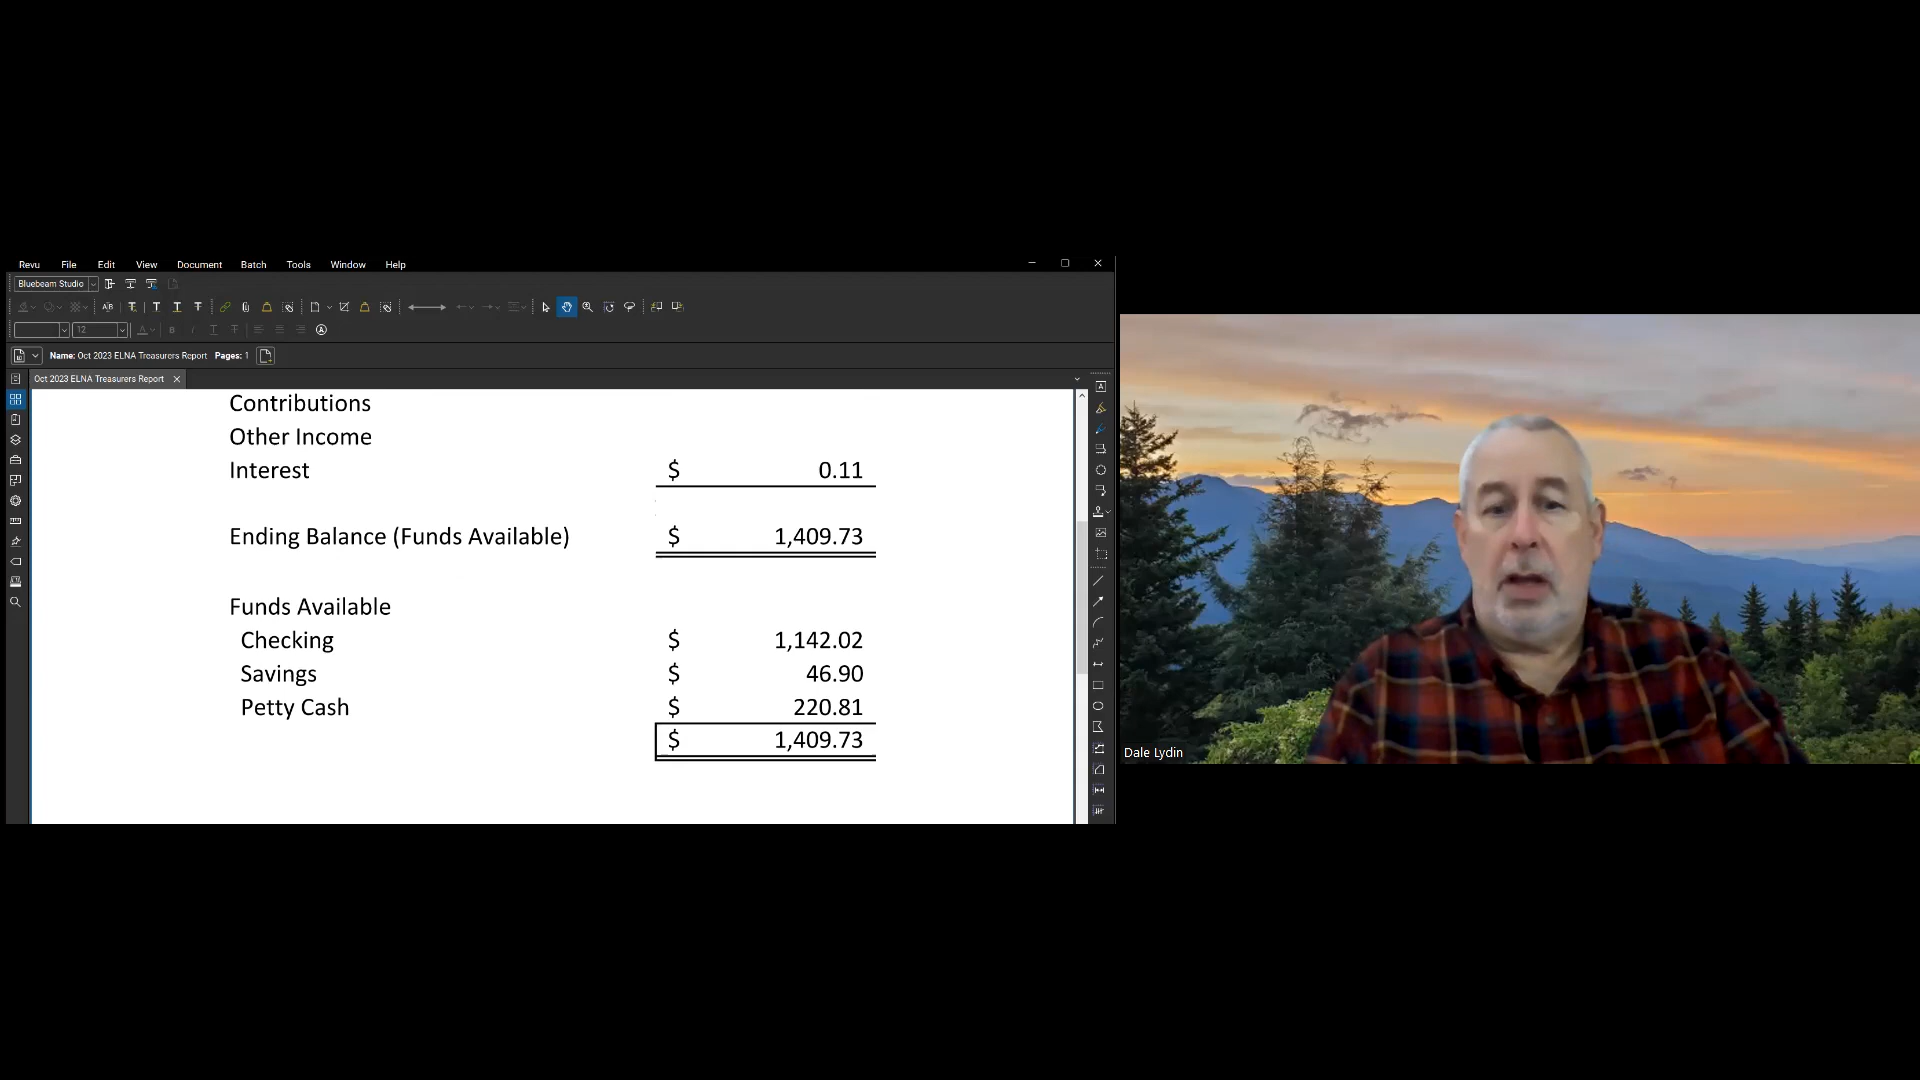 Revu File Edit View Document Batch Tools Window Help
Bluebeam Studio
12
Name: Oct 2023 ELNA Treasurers Report Pages: 1
Oct 2023 ELNA Treasurers Report
Contributions
Other Income
Interest $ 0.11
Ending Balance (Funds Available) $ 1,409.73
Funds Available
Checking $ 1,142.02
Savings $ 46.90
Petty Cash $ 220.81
$ 1,409.73
Dale Lydin